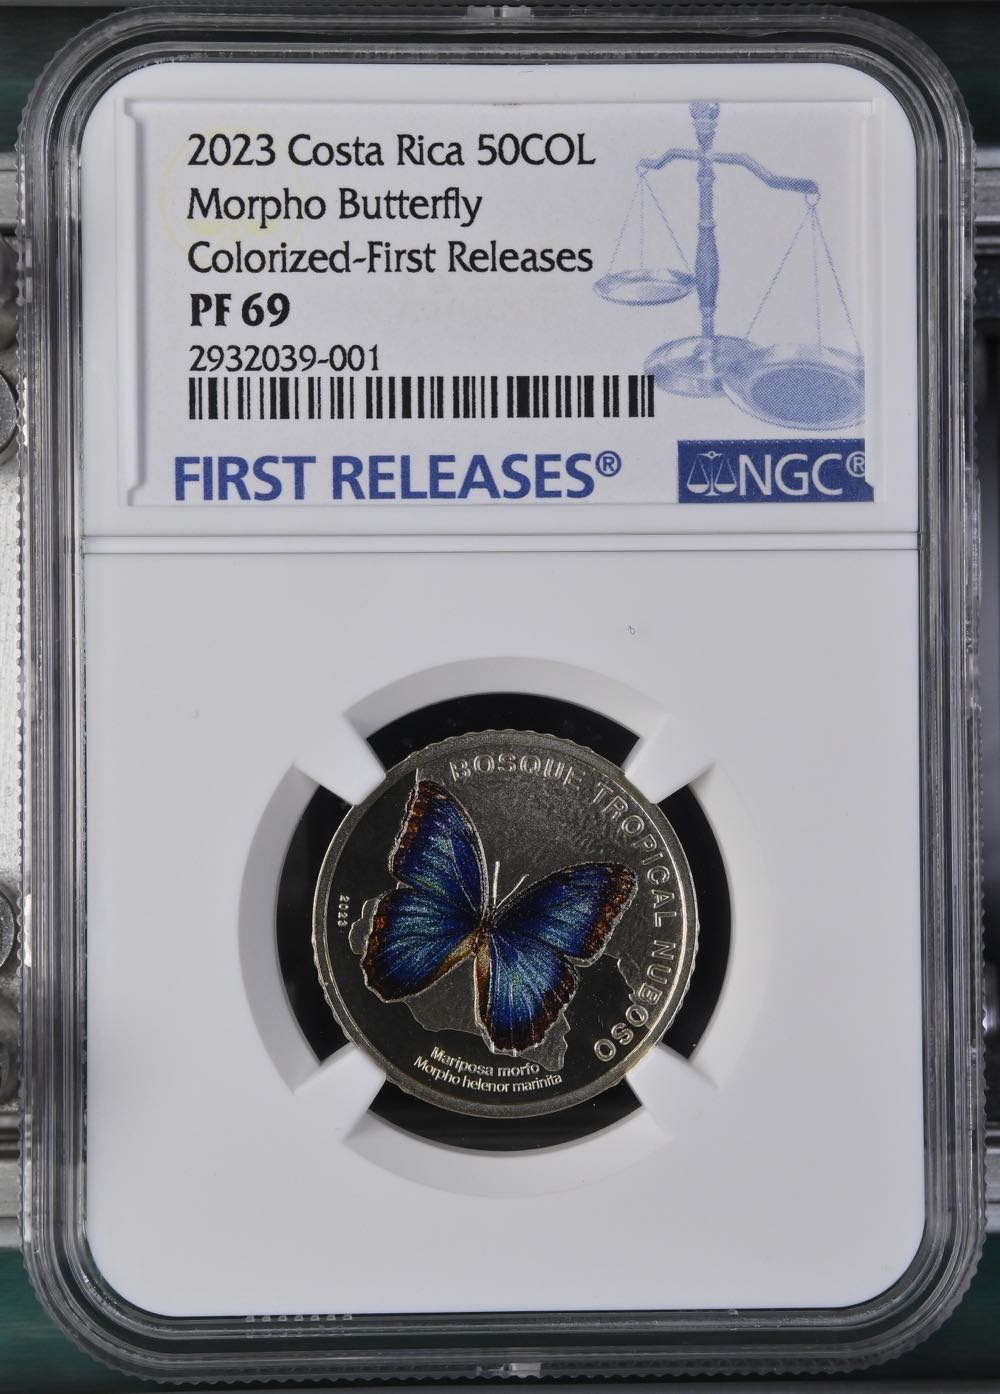 2023 Costa Rica 50COL
Morpho Butterfly
Colorized-First Releases
PF 69
2932039-001
FIRST RELEASES®
NGC®
BOSQUE TROPICAL NUBOSO
2023
Mariposa morfo
Morpho helenor marinita